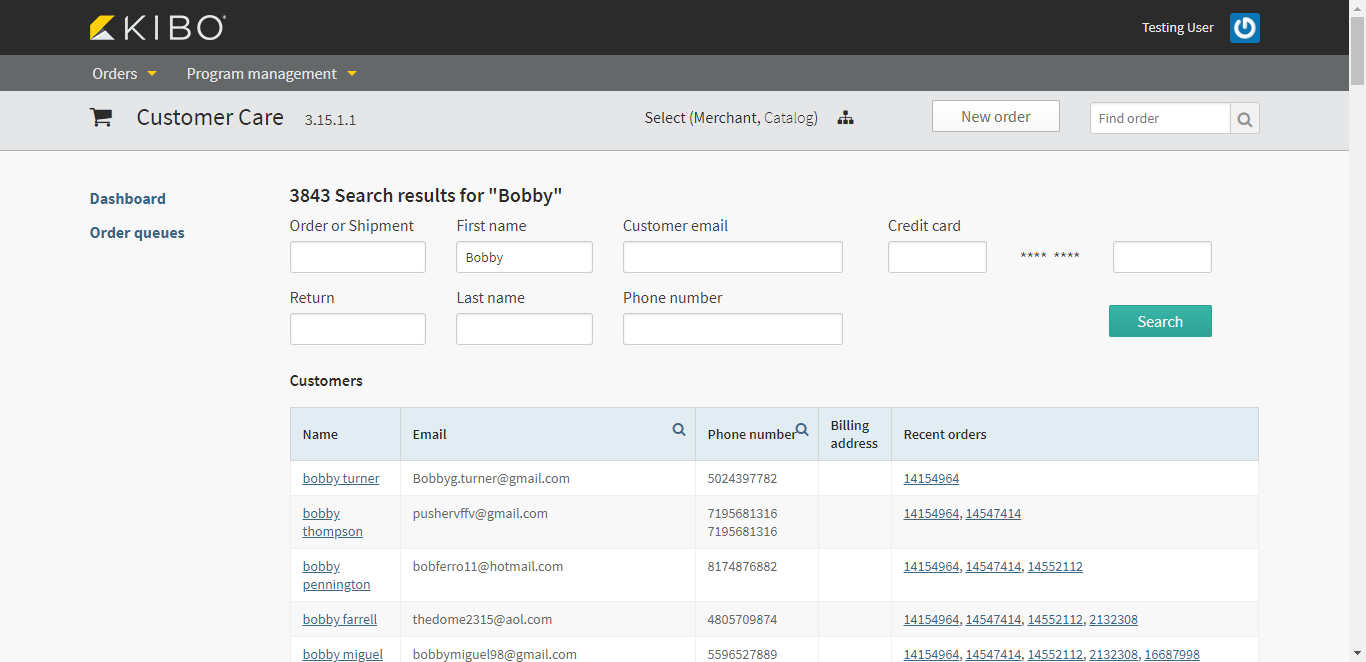 KIBO
Testing User
Orders Program management
Customer Care 3.15.1.1 Select (Merchant, Catalog) New order Find order
Dashboard
Order queues
3843 Search results for "Bobby"
Order or Shipment First name Customer email Credit card
Bobby **** ****
Return Last name Phone number
Search
Customers
Name Email Phone number Billing address Recent orders
bobby turner Bobbyg.turner@gmail.com 5024397782 14154964
bobby thompson pushervffv@gmail.com 7195681316 7195681316 14154964, 14547414
bobby pennington bobferro11@hotmail.com 8174876882 14154964, 14547414, 14552112
bobby farrell thedome2315@aol.com 4805709874 14154964, 14547414, 14552112, 2132308
bobby miguel bobbymiguel98@gmail.com 5596527889 14154964, 14547414, 14552112, 2132308, 16687998